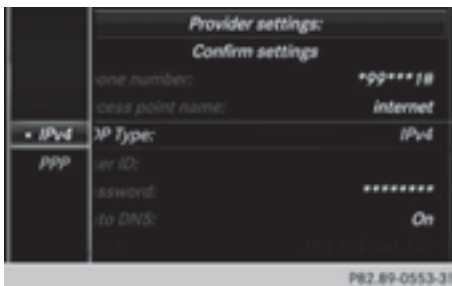 Provider settings:
Confirm settings
one number: *99***1#
cess point name: internet
• IPv4 DP Type: IPv4
PPP er ID:
ssword: ********
to DNS: On
P82.89-0553-31